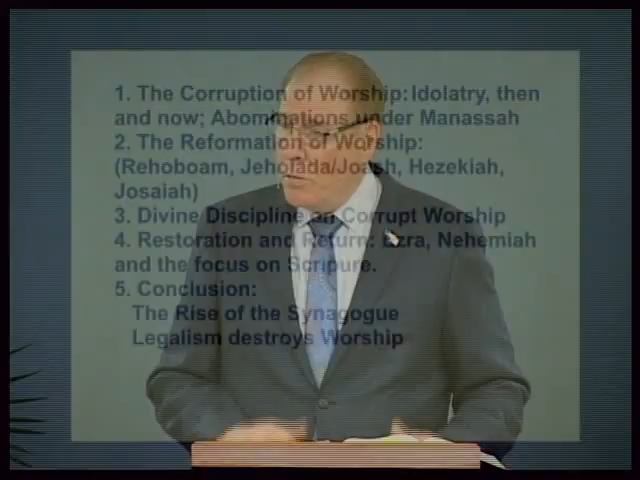 1. The Corruption of Worship: Idolatry, then
and now; Abominations under Manassah
2. The Reformation of Worship:
(Rehoboam, Jehoiada/Joash, Hezekiah,
Josaiah)
3. Divine Discipline on Corrupt Worship
4. Restoration and Return: Ezra, Nehemiah
and the focus on Scripure.
5. Conclusion:
The Rise of the Synagogue
Legalism destroys Worship